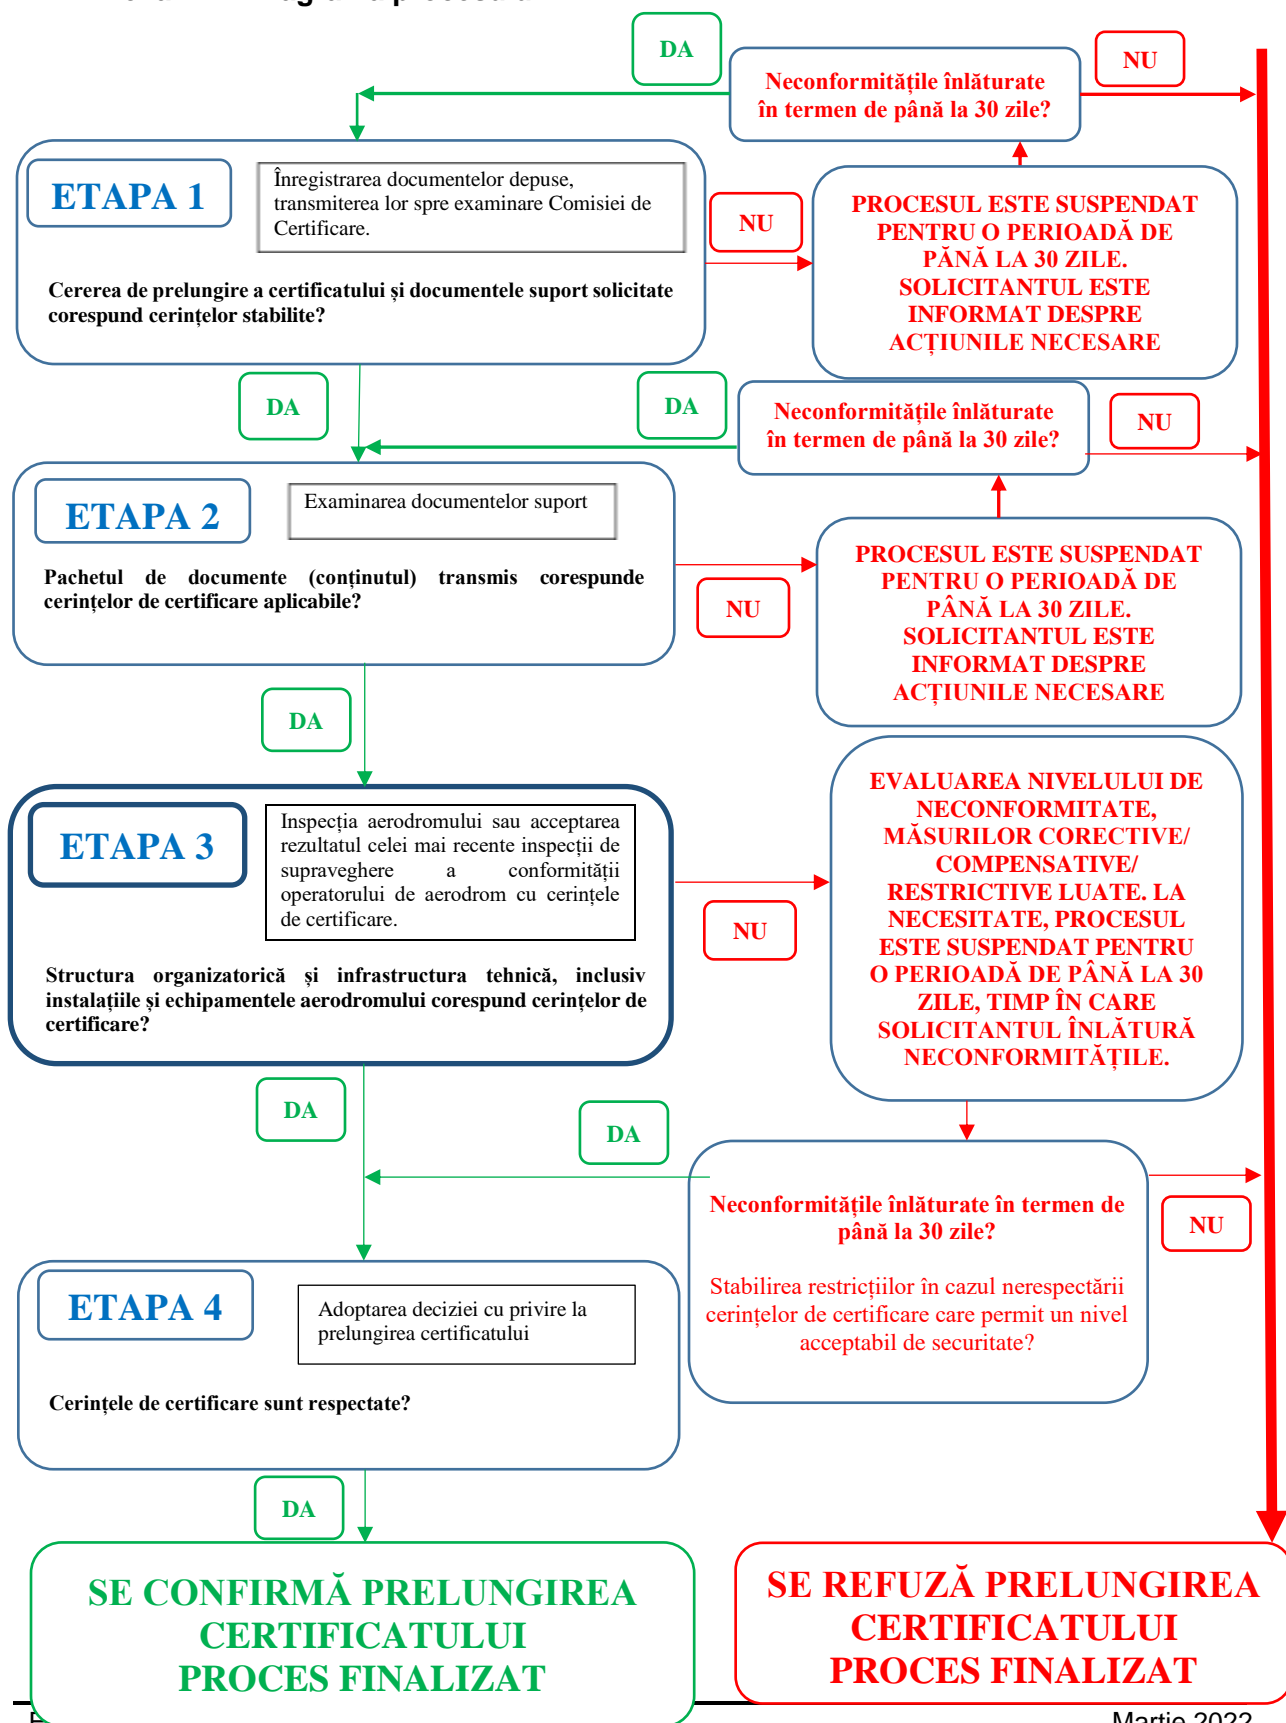 DA
Neconformitățile înlăturate
în termen de până la 30 zile?
NU
ETAPA 1
Înregistrarea documentelor depuse,
transmiterea lor spre examinare Comisiei de
Certificare.
Cererea de prelungire a certificatului și documentele suport solicitate
corespund cerințelor stabilite?
NU
PROCESUL ESTE SUSPENDAT
PENTRU O PERIOADĂ DE
PĂNĂ LA 30 ZILE.
SOLICITANTUL ESTE
INFORMAT DESPRE
ACȚIUNILE NECESARE
DA
DA
Neconformitățile înlăturate
în termen de până la 30 zile?
NU
ETAPA 2
Examinarea documentelor suport
Pachetul de documente (conținutul) transmis corespunde
cerințelor de certificare aplicabile?
NU
PROCESUL ESTE SUSPENDAT
PENTRU O PERIOADĂ DE
PÂNĂ LA 30 ZILE.
SOLICITANTUL ESTE
INFORMAT DESPRE
ACȚIUNILE NECESARE
DA
ETAPA 3
Inspecția aerodromului sau acceptarea
rezultatul celei mai recente inspecții de
supraveghere a conformității
operatorului de aerodrom cu cerințele
de certificare.
Structura organizatorică și infrastructura tehnică, inclusiv
instalațiile și echipamentele aerodromului corespund cerințelor de
certificare?
NU
EVALUAREA NIVELULUI DE
NECONFORMITATE,
MĂSURILOR CORECTIVE/
COMPENSATIVE/
RESTRICTIVE LUATE. LA
NECESITATE, PROCESUL
ESTE SUSPENDAT PENTRU
O PERIOADĂ DE PÂNĂ LA 30
ZILE, TIMP ÎN CARE
SOLICITANTUL ÎNLĂTURĂ
NECONFORMITĂȚILE.
DA
DA
Neconformitățile înlăturate în termen de
până la 30 zile?
Stabilirea restricțiilor în cazul nerespectării
cerințelor de certificare care permit un nivel
acceptabil de securitate?
NU
ETAPA 4
Adoptarea deciziei cu privire la
prelungirea certificatului
Cerințele de certificare sunt respectate?
DA
SE CONFIRMĂ PRELUNGIREA
CERTIFICATULUI
PROCES FINALIZAT
SE REFUZĂ PRELUNGIREA
CERTIFICATULUI
PROCES FINALIZAT
Martie 2022